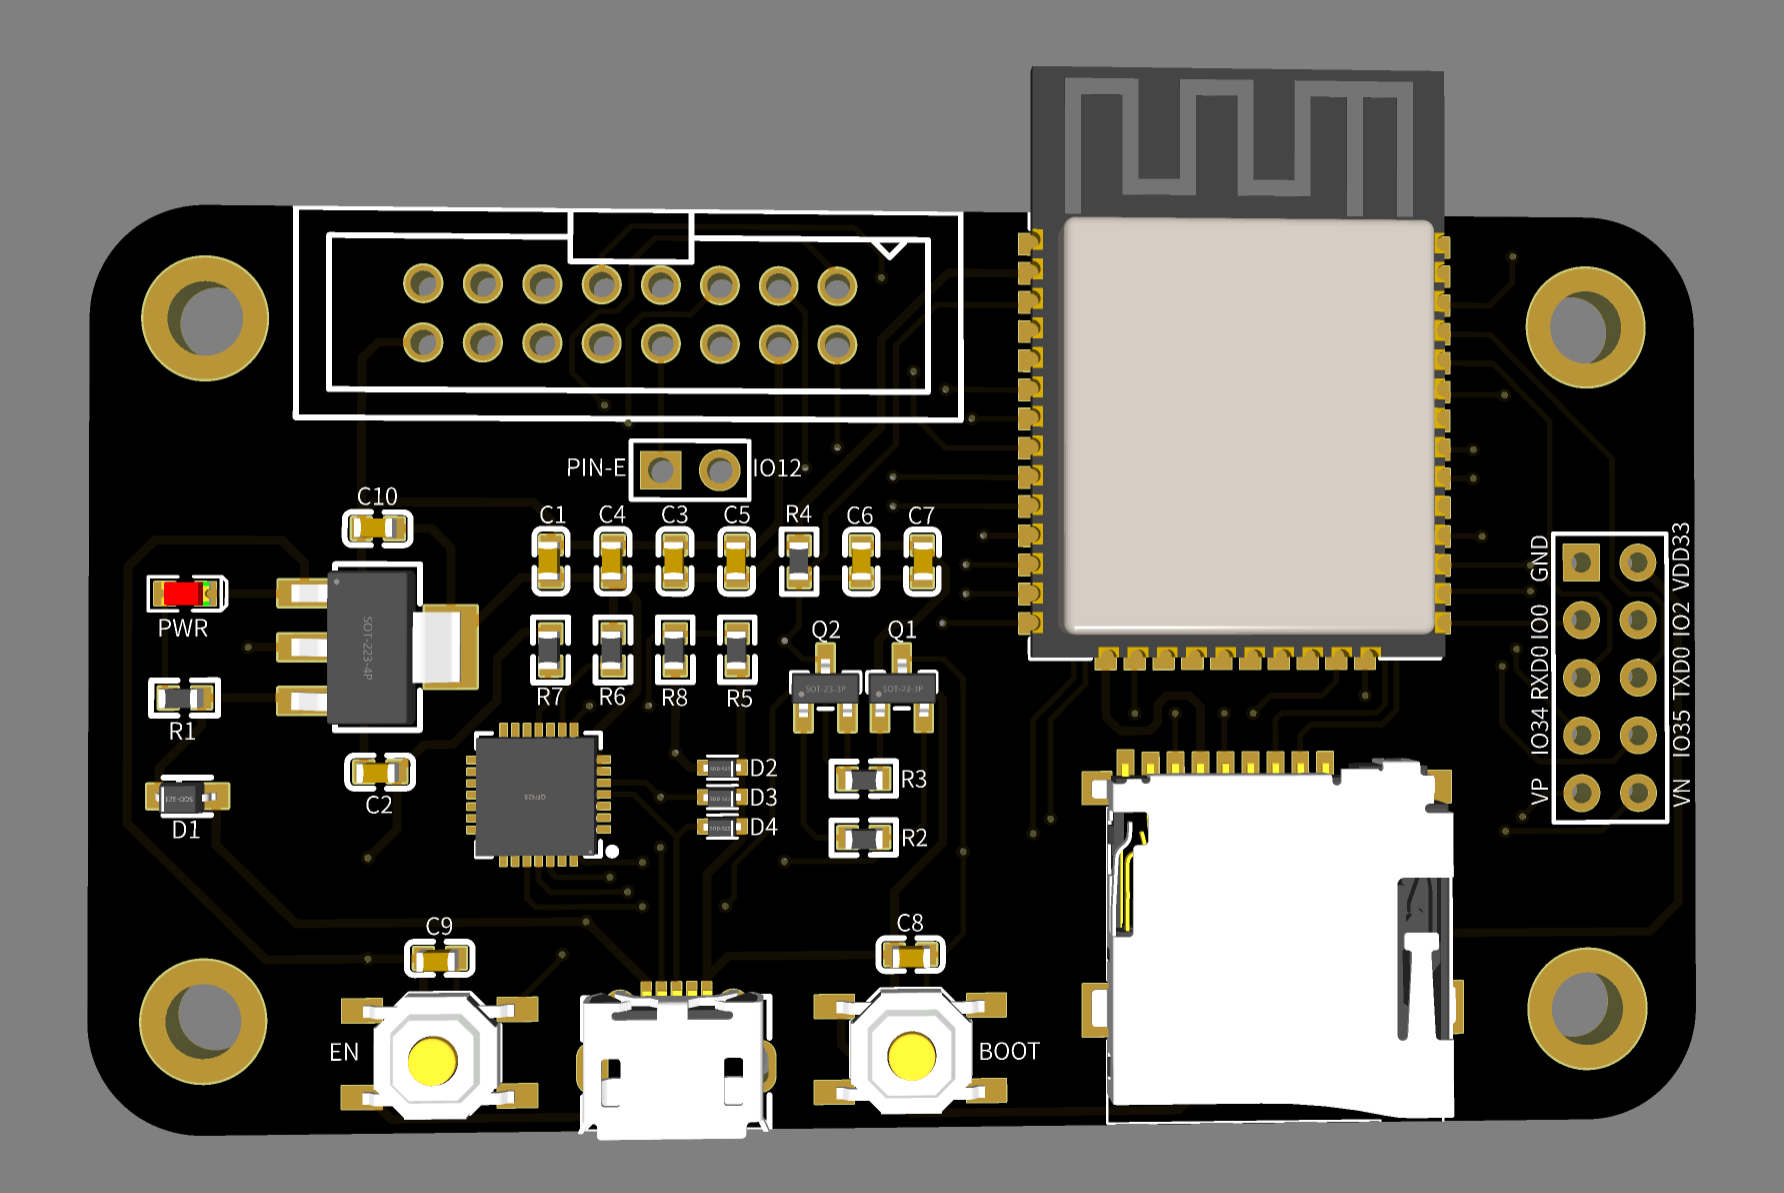 PIN-E
IO12
C10
C1
C4
C3
C5
R4
C6
C7
PWR
SOT-223-4P
R7
R6
R8
R5
Q2
Q1
SOT-23-3P
SOT-23-3P
R1
C2
D1
QFN28
D2
D3
D4
R3
R2
C9
C8
EN
BOOT
GND
VDD33
IO0
IO2
RXD0
TXD0
IO34
IO35
VP
VN